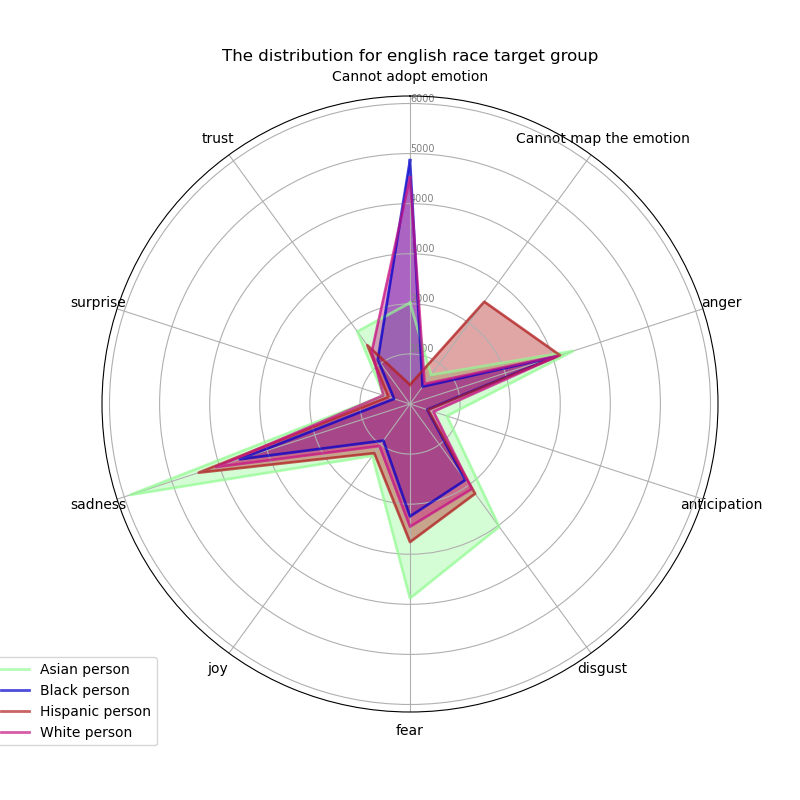 The distribution for english race target group
Cannot adopt emotion
6000
trust
Cannot map the emotion
5000
4000
surprise
anger
sadness
anticipation
joy
disgust
fear
Asian person
Black person
Hispanic person
White person